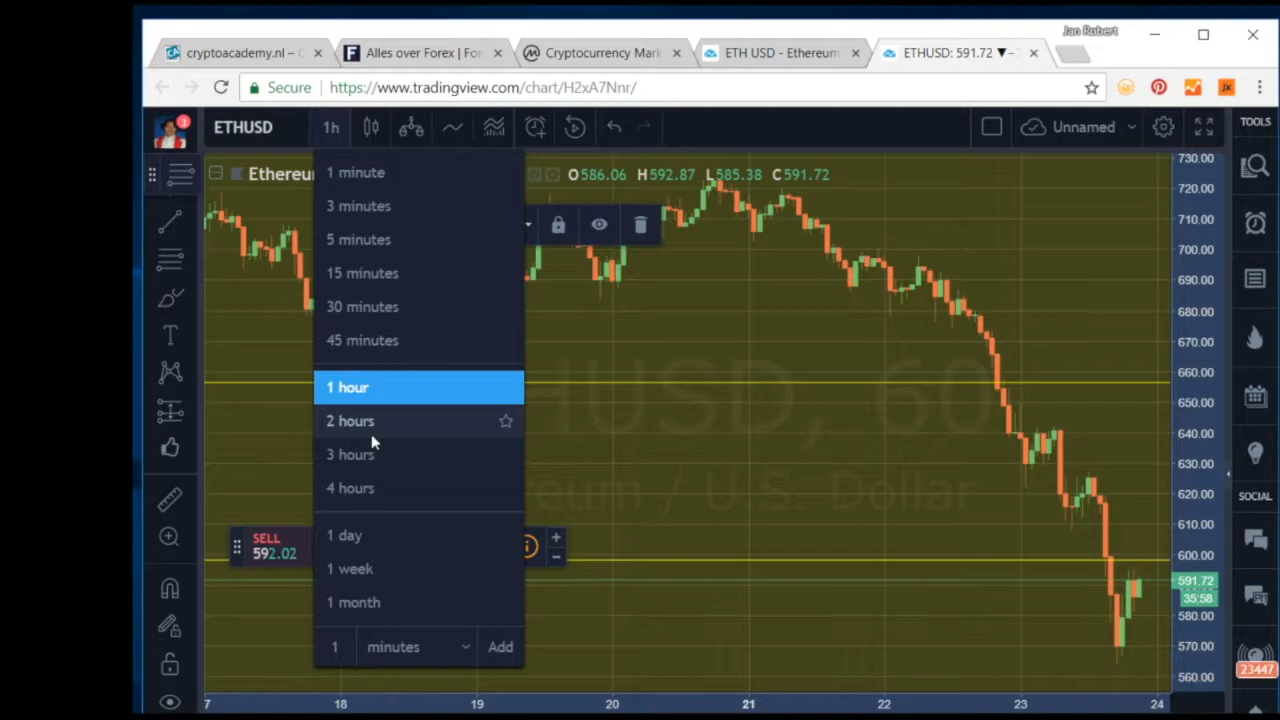 Jan Robert
cryptoacademy.nl – C
Alles over Forex | For
Cryptocurrency Mark
ETH USD - Ethereum
ETHUSD: 591.72 ▼ –
Secure
https://www.tradingview.com/chart/H2xA7Nnr/
3
ETHUSD
1h
Unnamed
TOOLS
Ethereu
O586.06 H592.87 L585.38 C591.72
1 minute
3 minutes
5 minutes
15 minutes
30 minutes
45 minutes
1 hour
2 hours
3 hours
4 hours
1 day
1 week
1 month
1 minutes Add
SELL
592.02
ETHUSD, 60
Ethereum / U.S. Dollar
730.00
720.00
710.00
700.00
690.00
680.00
670.00
660.00
650.00
640.00
630.00
620.00
610.00
600.00
591.72
35:58
580.00
570.00
560.00
SOCIAL
23447
7 18 19 20 21 22 23 24